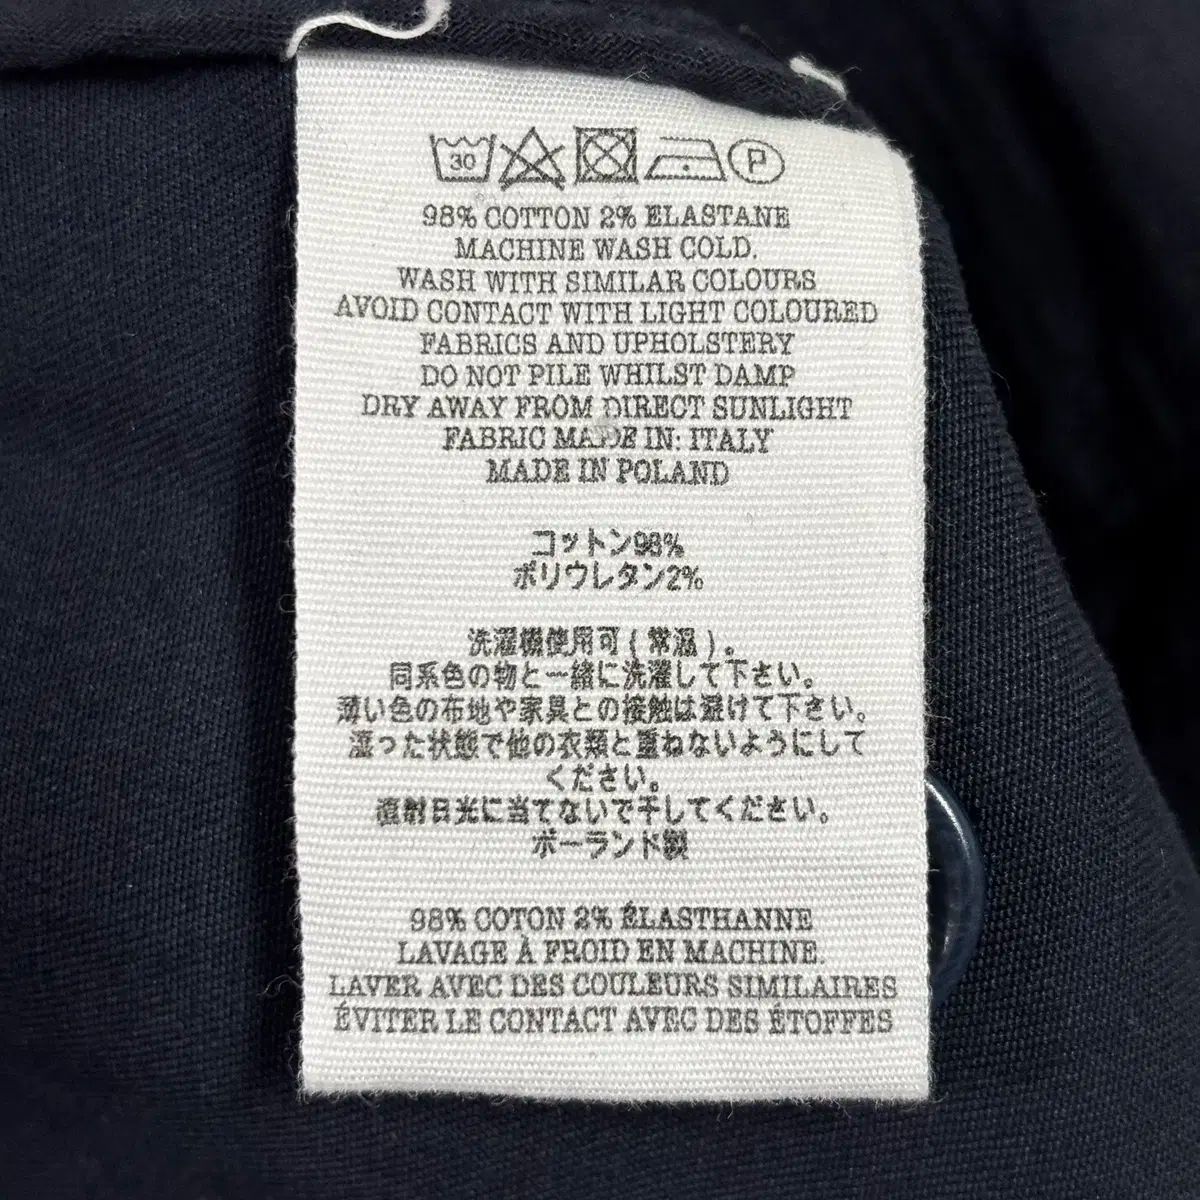 30 P
98% COTTON 2% ELASTANE
MACHINE WASH COLD.
WASH WITH SIMILAR COLOURS
AVOID CONTACT WITH LIGHT COLOURED
FABRICS AND UPHOLSTERY
DO NOT PILE WHILST DAMP
DRY AWAY FROM DIRECT SUNLIGHT
FABRIC MADE IN: ITALY
MADE IN POLAND
コットン98%
ポリウレタン2%
洗濯機使用可(常温)。
同系色の物と一緒に洗濯して下さい。
薄い色の布地や家具との接触は避けて下さい。
湿った状態で他の衣類と重ねないようにして
ください。
直射日光に当てないで干してください。
ポーランド製
98% COTON 2% ÉLASTHANNE
LAVAGE À FROID EN MACHINE.
LAVER AVEC DES COULEURS SIMILAIRES
ÉVITER LE CONTACT AVEC DES ÉTOFFES